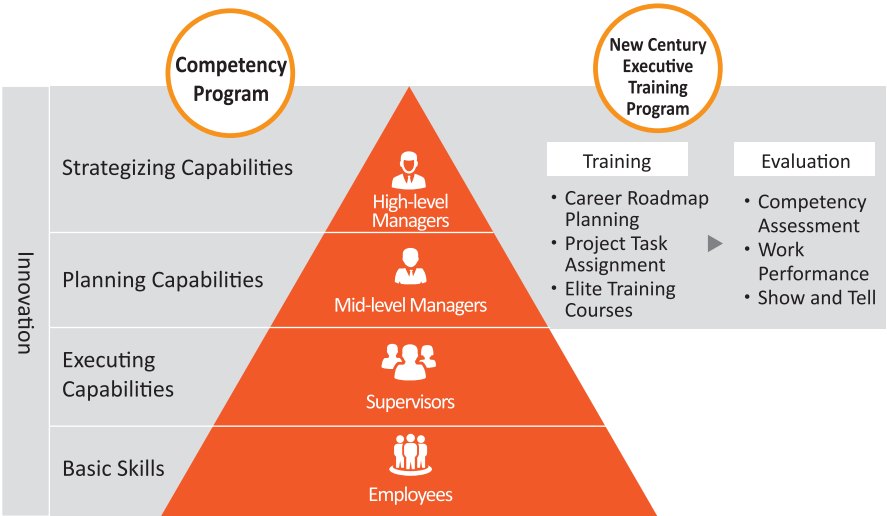 Competency
Program
New Century
Executive
Training
Program
Innovation
Strategizing Capabilities
High-level
Managers
Planning Capabilities
Mid-level Managers
Executing
Capabilities
Supervisors
Basic Skills
Employees
Training
• Career Roadmap
Planning
• Project Task
Assignment
• Elite Training
Courses
Evaluation
• Competency
Assessment
• Work
Performance
• Show and Tell